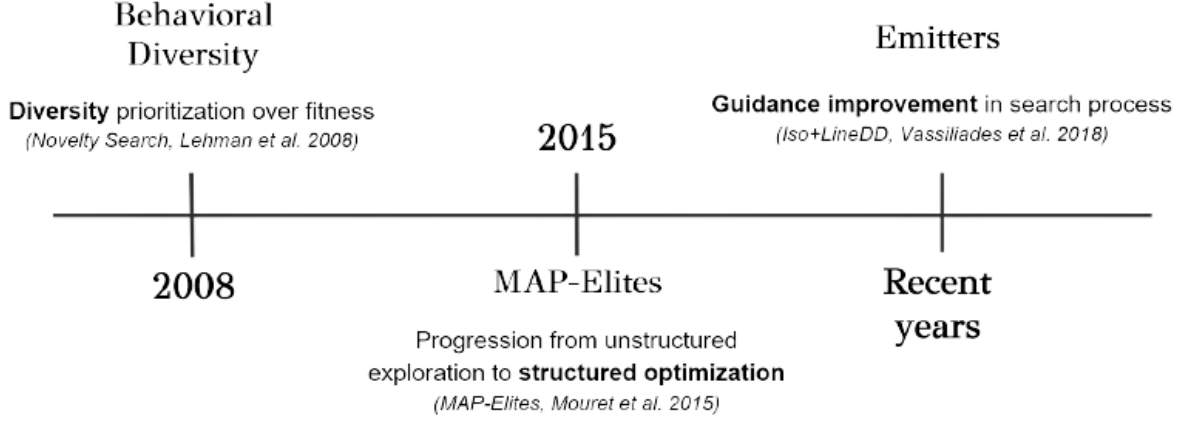 Behavioral
Diversity
Diversity prioritization over fitness
(Novelty Search, Lehman et al. 2008)
2008
2015
MAP-Elites
Progression from unstructured
exploration to structured optimization
(MAP-Elites, Mouret et al. 2015)
Emitters
Guidance improvement in search process
(Iso+LineDD, Vassiliades et al. 2018)
Recent
years